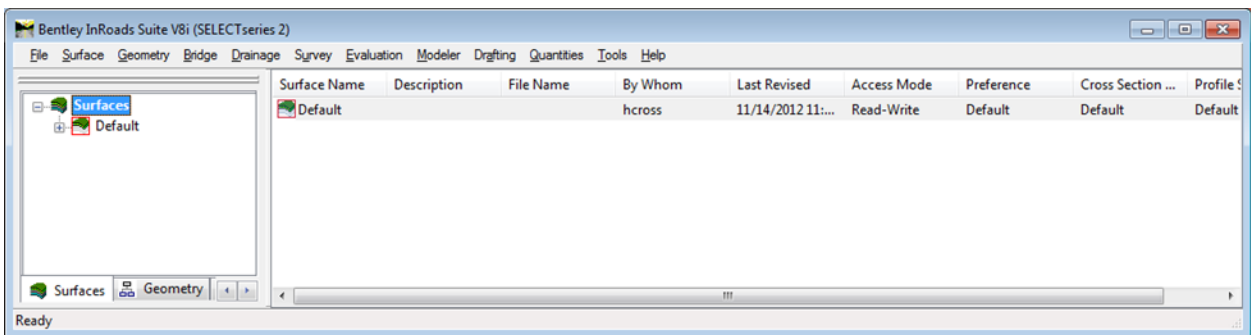 Bentley InRoads Suite V8i (SELECTseries 2)
File Surface Geometry Bridge Drainage Survey Evaluation Modeler Drafting Quantities Tools Help
Surface Name Description File Name By Whom Last Revised Access Mode Preference Cross Section ... Profile S
Surfaces
Default hcross 11/14/2012 11:... Read-Write Default Default Default
Default
Surfaces Geometry
Ready